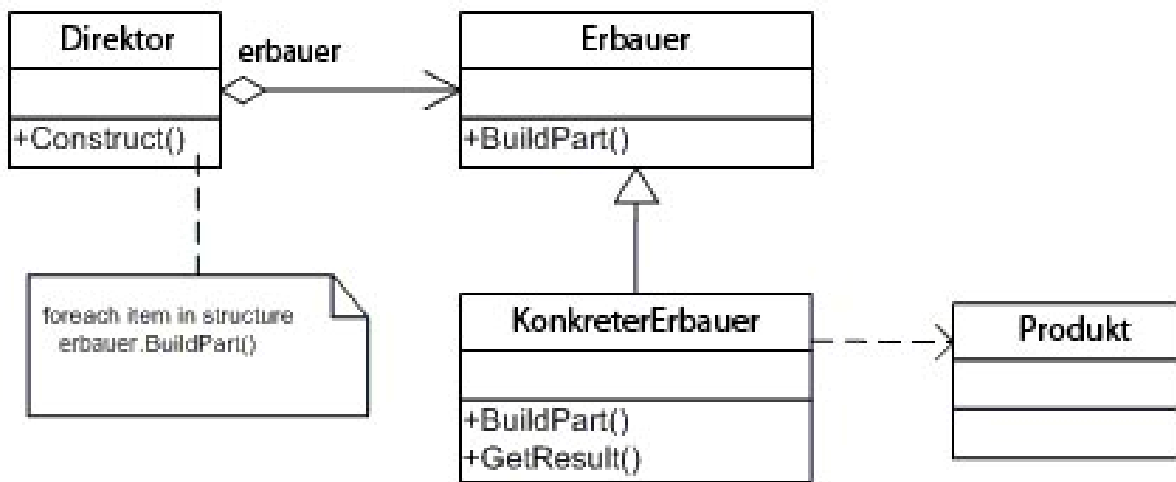 Direktor
erbauer
Erbauer
+Construct()
+BuildPart()
foreach item in structure
erbauer.BuildPart()
KonkreterErbauer
Produkt
+BuildPart()
+GetResult()